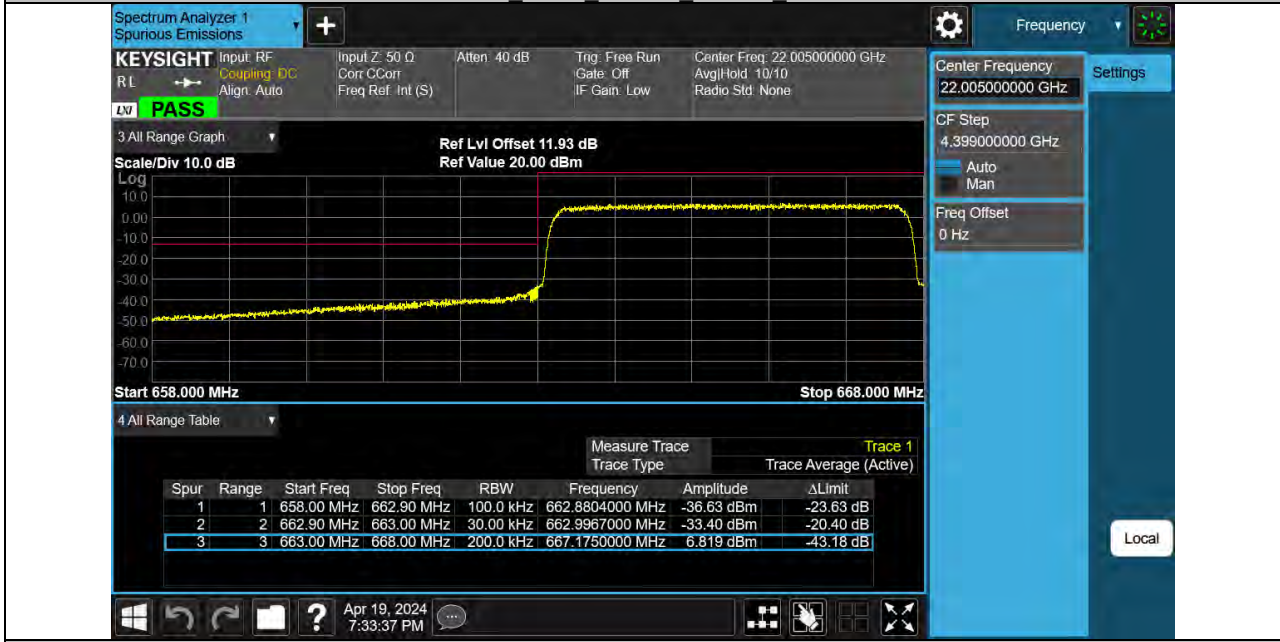 Spectrum Analyzer 1
Spurious Emissions
+
Frequency
KEYSIGHT
R L
LXI
PASS
Input: RF
Coupling: DC
Align: Auto
Input Z: 50 Ω
Corr CCorr
Freq Ref: Int (S)
Atten: 40 dB
Trig: Free Run
Gate: Off
IF Gain: Low
Center Freq: 22.005000000 GHz
Avg|Hold: 10/10
Radio Std: None
Center Frequency
22.005000000 GHz
Settings
CF Step
4.399000000 GHz
Auto
Man
Freq Offset
0 Hz
3 All Range Graph
Scale/Div 10.0 dB
Ref Lvl Offset 11.93 dB
Ref Value 20.00 dBm
Log
10.0
0.00
-10.0
-20.0
-30.0
-40.0
-50.0
-60.0
-70.0
Start 658.000 MHz
Stop 668.000 MHz
4 All Range Table
Measure Trace Trace 1
Trace Type Trace Average (Active)
Spur Range Start Freq Stop Freq RBW Frequency Amplitude ΔLimit
1 1 658.00 MHz 662.90 MHz 100.0 kHz 662.8804000 MHz -36.63 dBm -23.63 dB
2 2 662.90 MHz 663.00 MHz 30.00 kHz 662.9967000 MHz -33.40 dBm -20.40 dB
3 3 663.00 MHz 668.00 MHz 200.0 kHz 667.1750000 MHz 6.819 dBm -43.18 dB
Local
?
Apr 19, 2024
7:33:37 PM